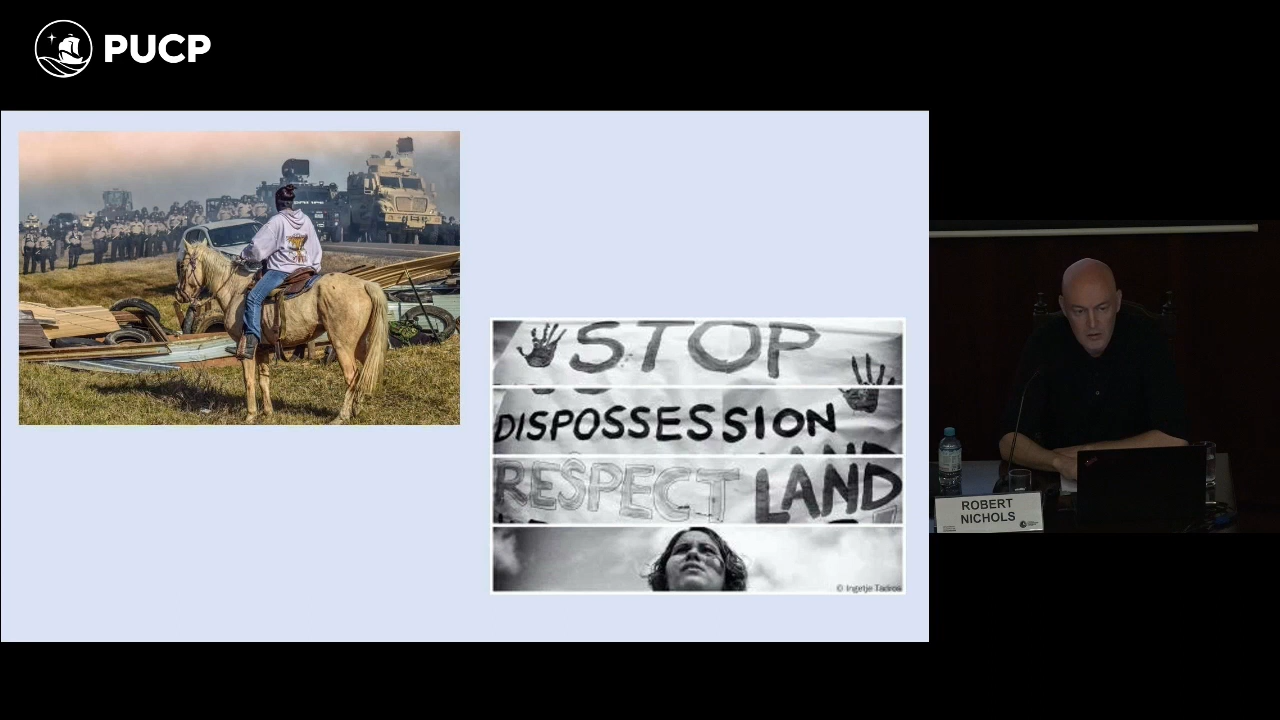 PUCP
STOP
DISPOSSESSION
RESPECT LAND
© Ingetje Tadros
ROBERT
NICHOLS